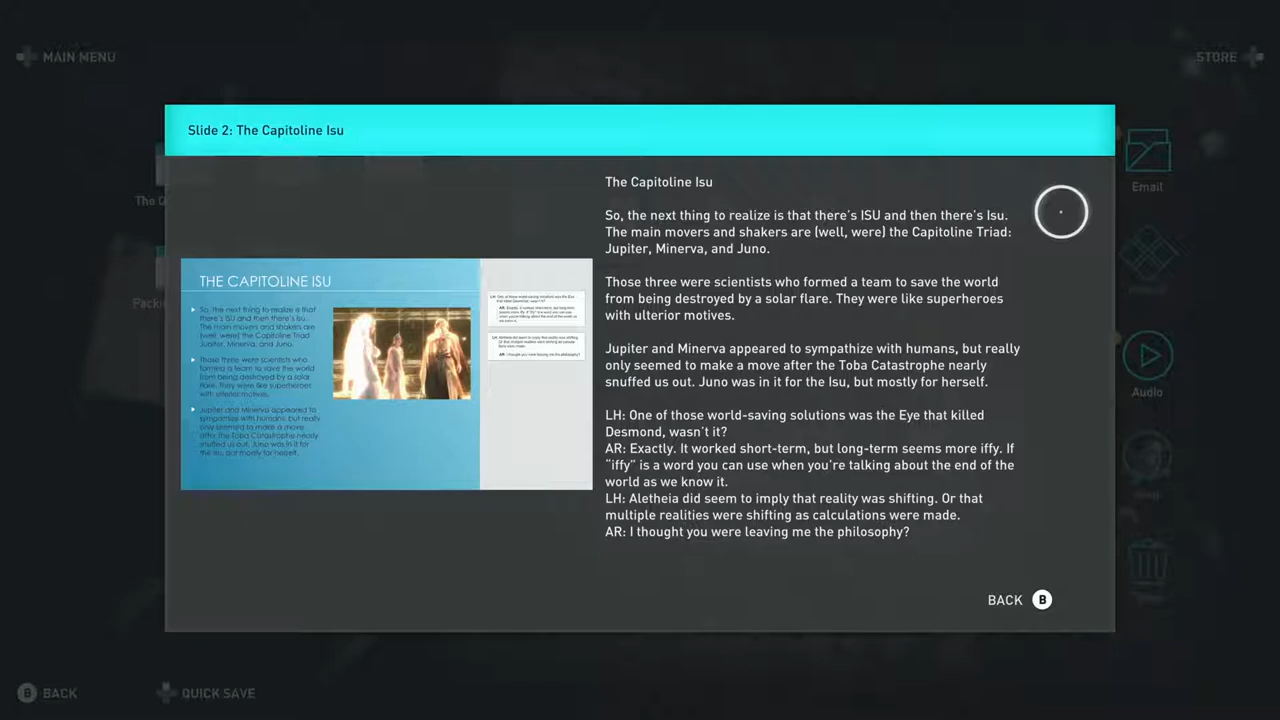 MAIN MENU
STORE
Slide 2: The Capitoline Isu
The Capitoline Isu
So, the next thing to realize is that there's ISU and then there's Isu.
The main movers and shakers are (well, were) the Capitoline Triad:
Jupiter, Minerva, and Juno.
Those three were scientists who formed a team to save the world
from being destroyed by a solar flare. They were like superheroes
with ulterior motives.
Jupiter and Minerva appeared to sympathize with humans, but really
only seemed to make a move after the Toba Catastrophe nearly
snuffed us out. Juno was in it for the Isu, but mostly for herself.
LH: One of those world-saving solutions was the Eye that killed
Desmond, wasn't it?
AR: Exactly. It worked short-term, but long-term seems more iffy. If
"iffy" is a word you can use when you're talking about the end of the
world as we know it.
LH: Aletheia did seem to imply that reality was shifting. Or that
multiple realities were shifting as calculations were made.
AR: I thought you were leaving me the philosophy?
THE CAPITOLINE ISU
So, the next thing to realize is that
there's ISU and then there's Isu.
The main movers and shakers are
(well, were) the Capitoline Triad
Jupiter, Minerva, and Juno.
Those three were scientists who
formed a team to save the world
from being destroyed by a solar
flare. They were like superheroes
with ulterior motives.
Jupiter and Minerva appeared to
sympathize with humans, but really
only seemed to make a move
after the Toba Catastrophe nearly
snuffed us out. Juno was in it for
the Isu, but mostly for herself.
Email
Audio
BACK B
B BACK
QUICK SAVE